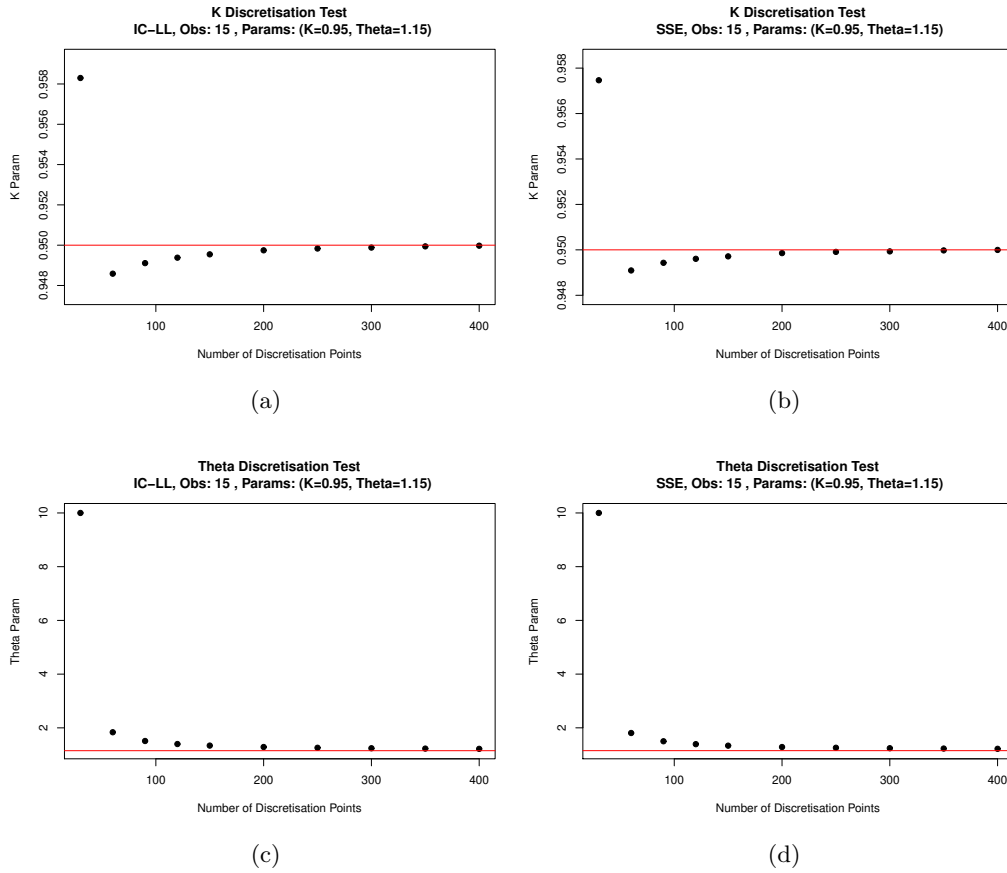 K Discretisation Test
IC−LL, Obs: 15 , Params: (K=0.95, Theta=1.15)
K Param
0.948
0.950
0.952
0.954
0.956
0.958
100
200
300
400
Number of Discretisation Points
(a)
K Discretisation Test
SSE, Obs: 15 , Params: (K=0.95, Theta=1.15)
K Param
0.948
0.950
0.952
0.954
0.956
0.958
100
200
300
400
Number of Discretisation Points
(b)
Theta Discretisation Test
IC−LL, Obs: 15 , Params: (K=0.95, Theta=1.15)
Theta Param
2
4
6
8
10
100
200
300
400
Number of Discretisation Points
(c)
Theta Discretisation Test
SSE, Obs: 15 , Params: (K=0.95, Theta=1.15)
Theta Param
2
4
6
8
10
100
200
300
400
Number of Discretisation Points
(d)